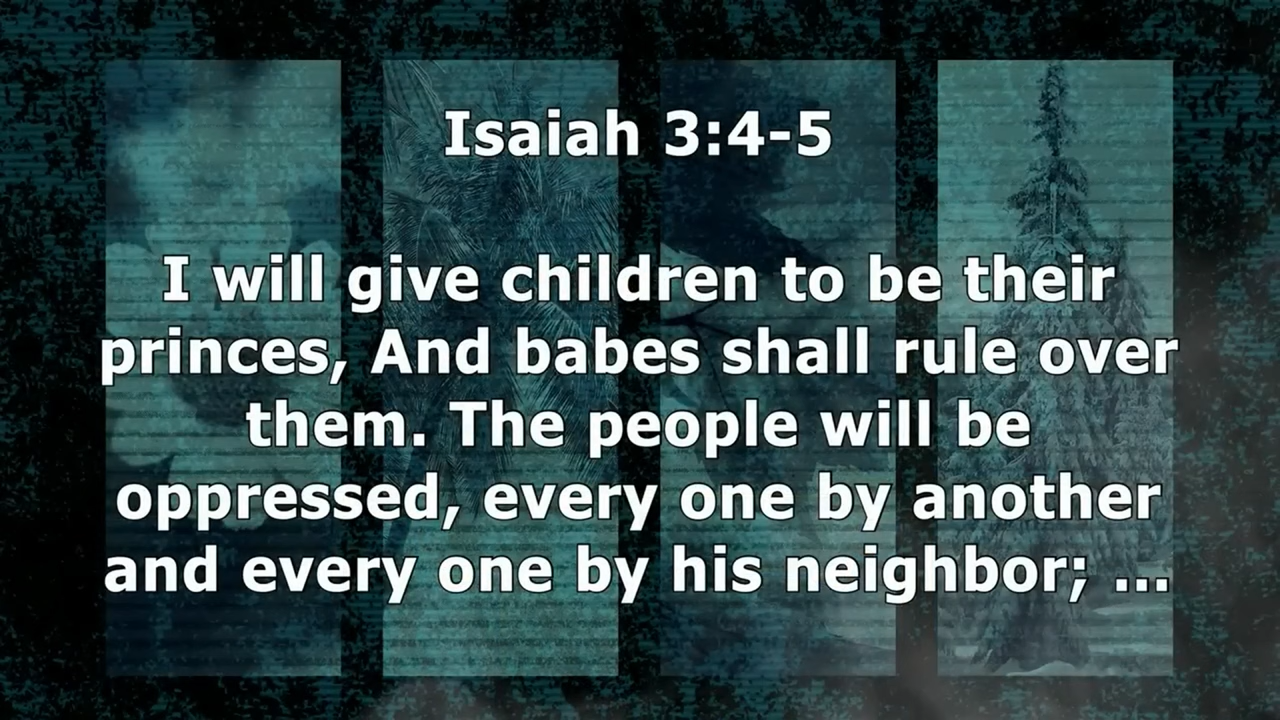 Isaiah 3:4-5
I will give children to be their
princes, And babes shall rule over
them. The people will be
oppressed, every one by another
and every one by his neighbor; ...